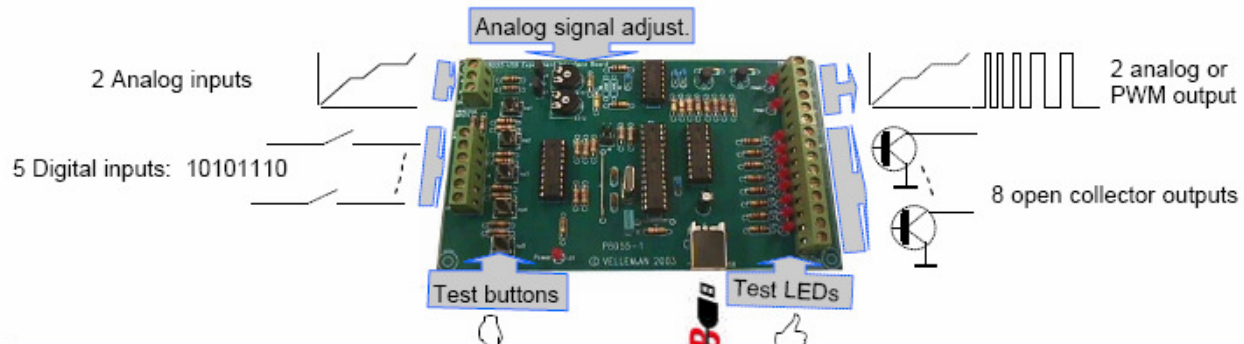 Analog signal adjust.
2 Analog inputs
2 analog or
PWM output
5 Digital inputs: 10101110
8 open collector outputs
P8055-1
© VELLEMAN 2003
Test buttons
Test LEDs